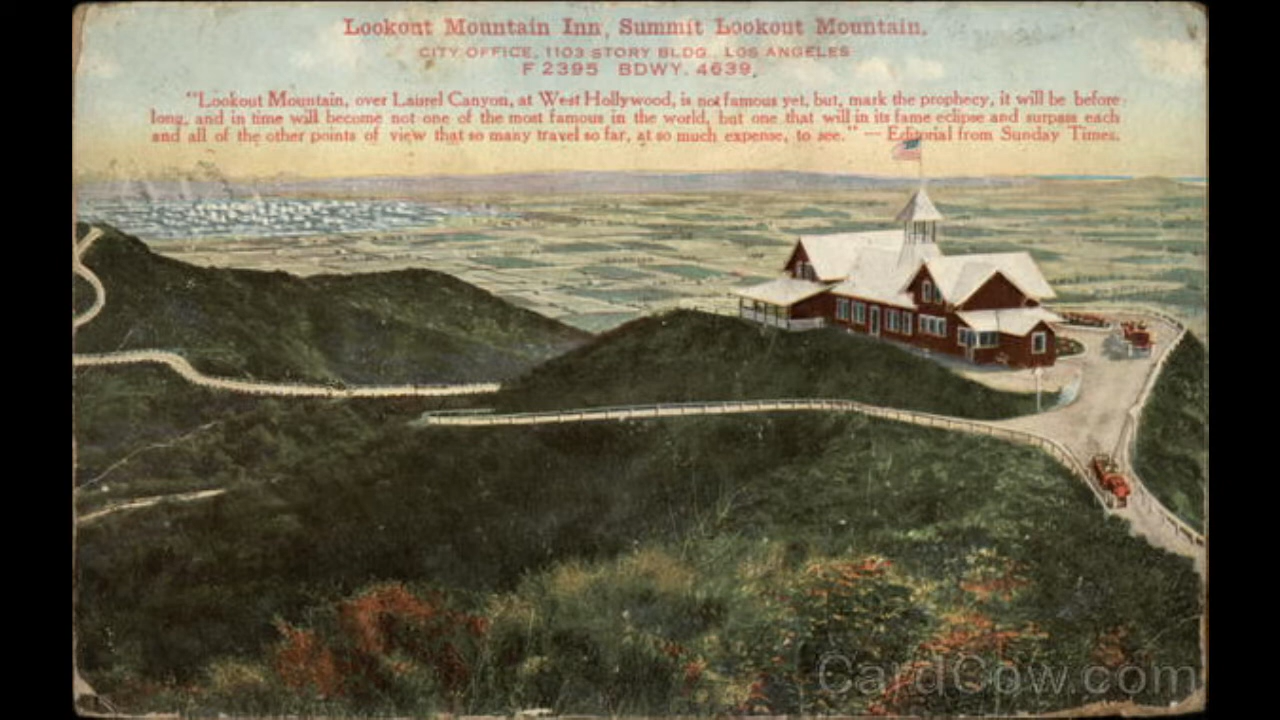 Lookout Mountain Inn, Summit Lookout Mountain.
CITY OFFICE, 1103 STORY BLDG. LOS ANGELES
F 2395 BDWY. 4639.
"Lookout Mountain, over Laurel Canyon, at West Hollywood, is not famous yet, but, mark the prophecy, it will be before
long, and in time will become not one of the most famous in the world, but one that will in its fame eclipse and surpass each
and all of the other points of view that so many travel so far, at so much expense, to see." — Editorial from Sunday Times.
CardCow.com